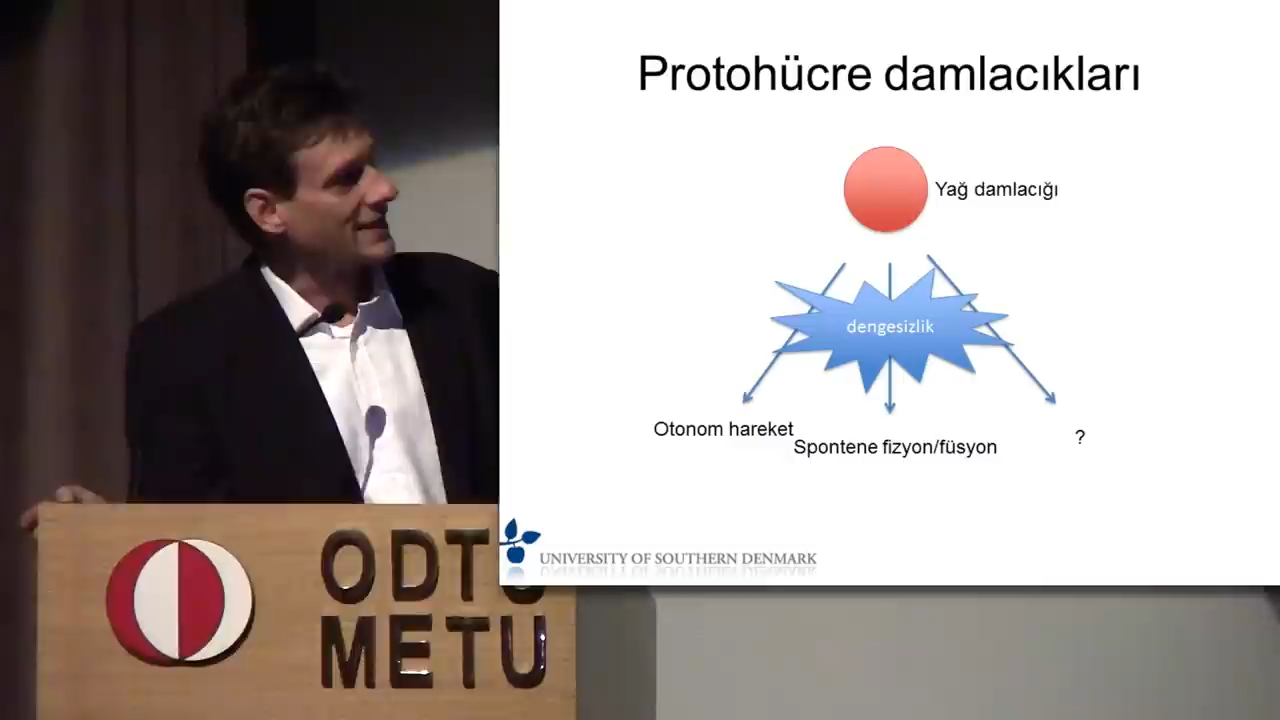 Protohücre damlacıkları
Yağ damlacığı
dengesizlik
Otonom hareket
Spontene fizyon/füsyon
?
UNIVERSITY OF SOUTHERN DENMARK
ODTÜ
METU